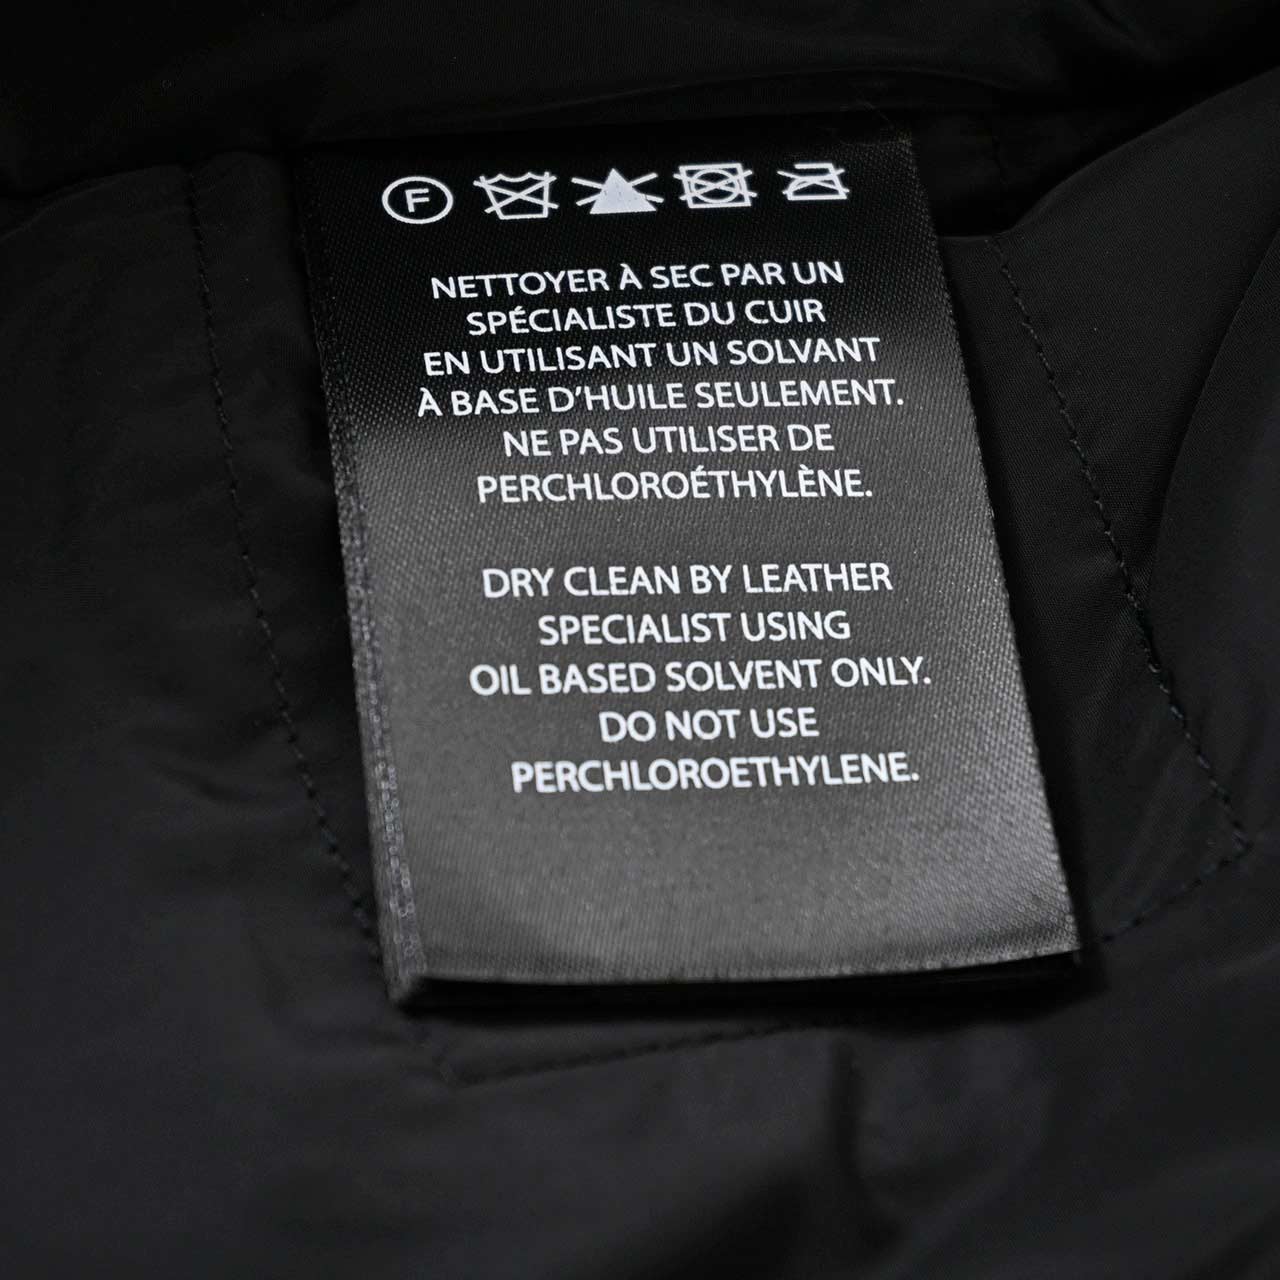 F
NETTOYER À SEC PAR UN
SPÉCIALISTE DU CUIR
EN UTILISANT UN SOLVANT
À BASE D'HUILE SEULEMENT.
NE PAS UTILISER DE
PERCHLOROÉTHYLÈNE.
DRY CLEAN BY LEATHER
SPECIALIST USING
OIL BASED SOLVENT ONLY.
DO NOT USE
PERCHLOROETHYLENE.